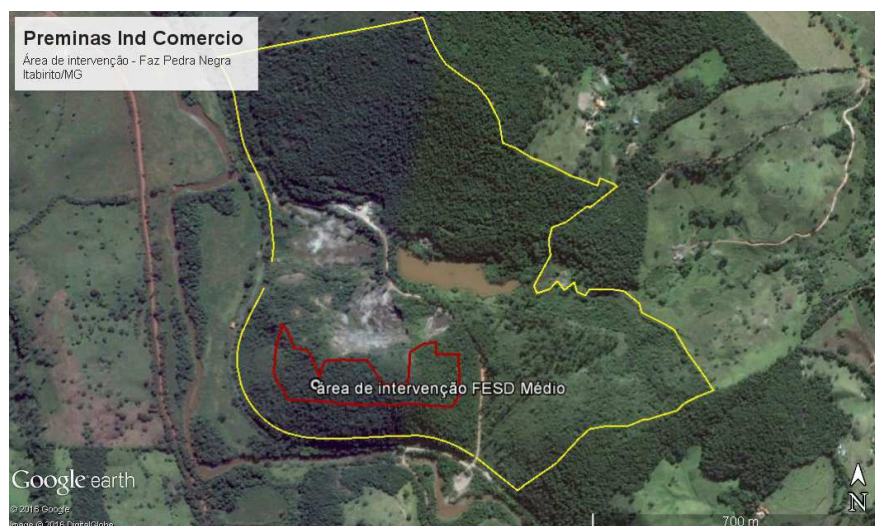 Preminas Ind Comercio
Área de intervenção - Faz Pedra Negra
Itabirito/MG
área de intervenção FESD Médio
Google earth
© 2016 Google
Image © 2016 DigitalGlobe
700 m
N